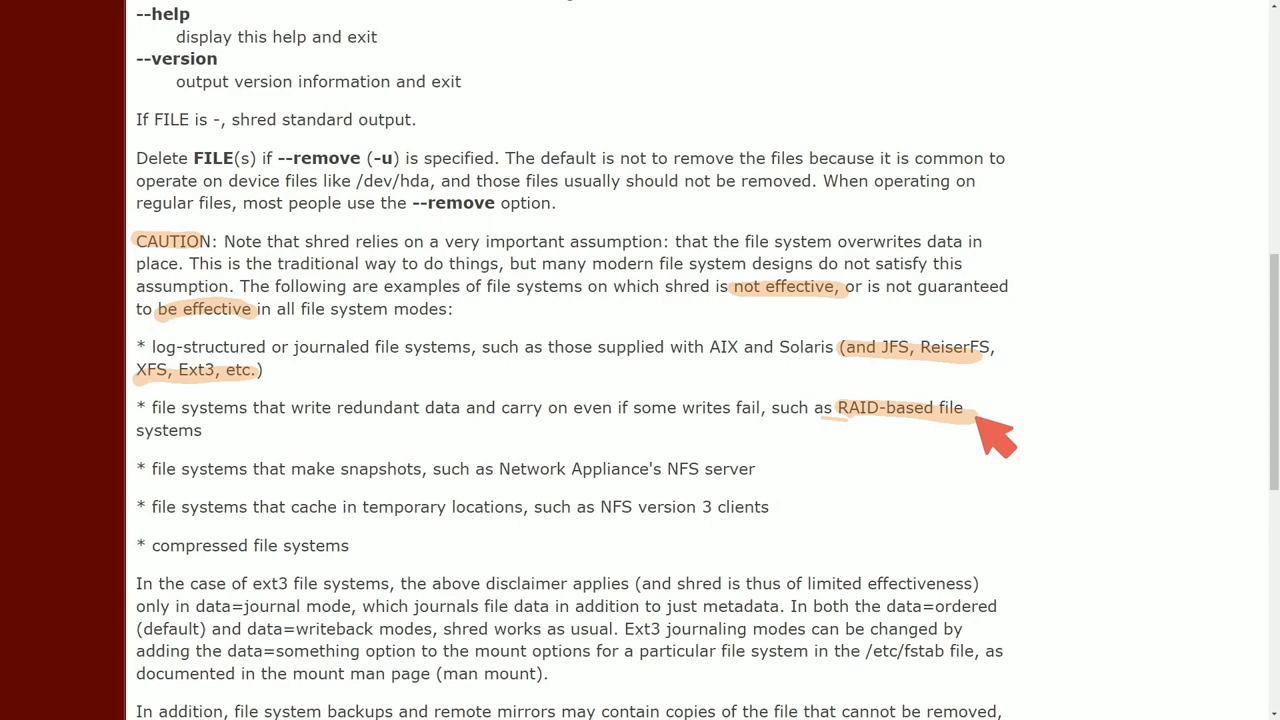 --help
display this help and exit
--version
output version information and exit
If FILE is -, shred standard output.
Delete FILE(s) if --remove (-u) is specified. The default is not to remove the files because it is common to
operate on device files like /dev/hda, and those files usually should not be removed. When operating on
regular files, most people use the --remove option.
CAUTION: Note that shred relies on a very important assumption: that the file system overwrites data in
place. This is the traditional way to do things, but many modern file system designs do not satisfy this
assumption. The following are examples of file systems on which shred is not effective, or is not guaranteed
to be effective in all file system modes:
* log-structured or journaled file systems, such as those supplied with AIX and Solaris (and JFS, ReiserFS,
XFS, Ext3, etc.)
* file systems that write redundant data and carry on even if some writes fail, such as RAID-based file
systems
* file systems that make snapshots, such as Network Appliance's NFS server
* file systems that cache in temporary locations, such as NFS version 3 clients
* compressed file systems
In the case of ext3 file systems, the above disclaimer applies (and shred is thus of limited effectiveness)
only in data=journal mode, which journals file data in addition to just metadata. In both the data=ordered
(default) and data=writeback modes, shred works as usual. Ext3 journaling modes can be changed by
adding the data=something option to the mount options for a particular file system in the /etc/fstab file, as
documented in the mount man page (man mount).
In addition, file system backups and remote mirrors may contain copies of the file that cannot be removed,